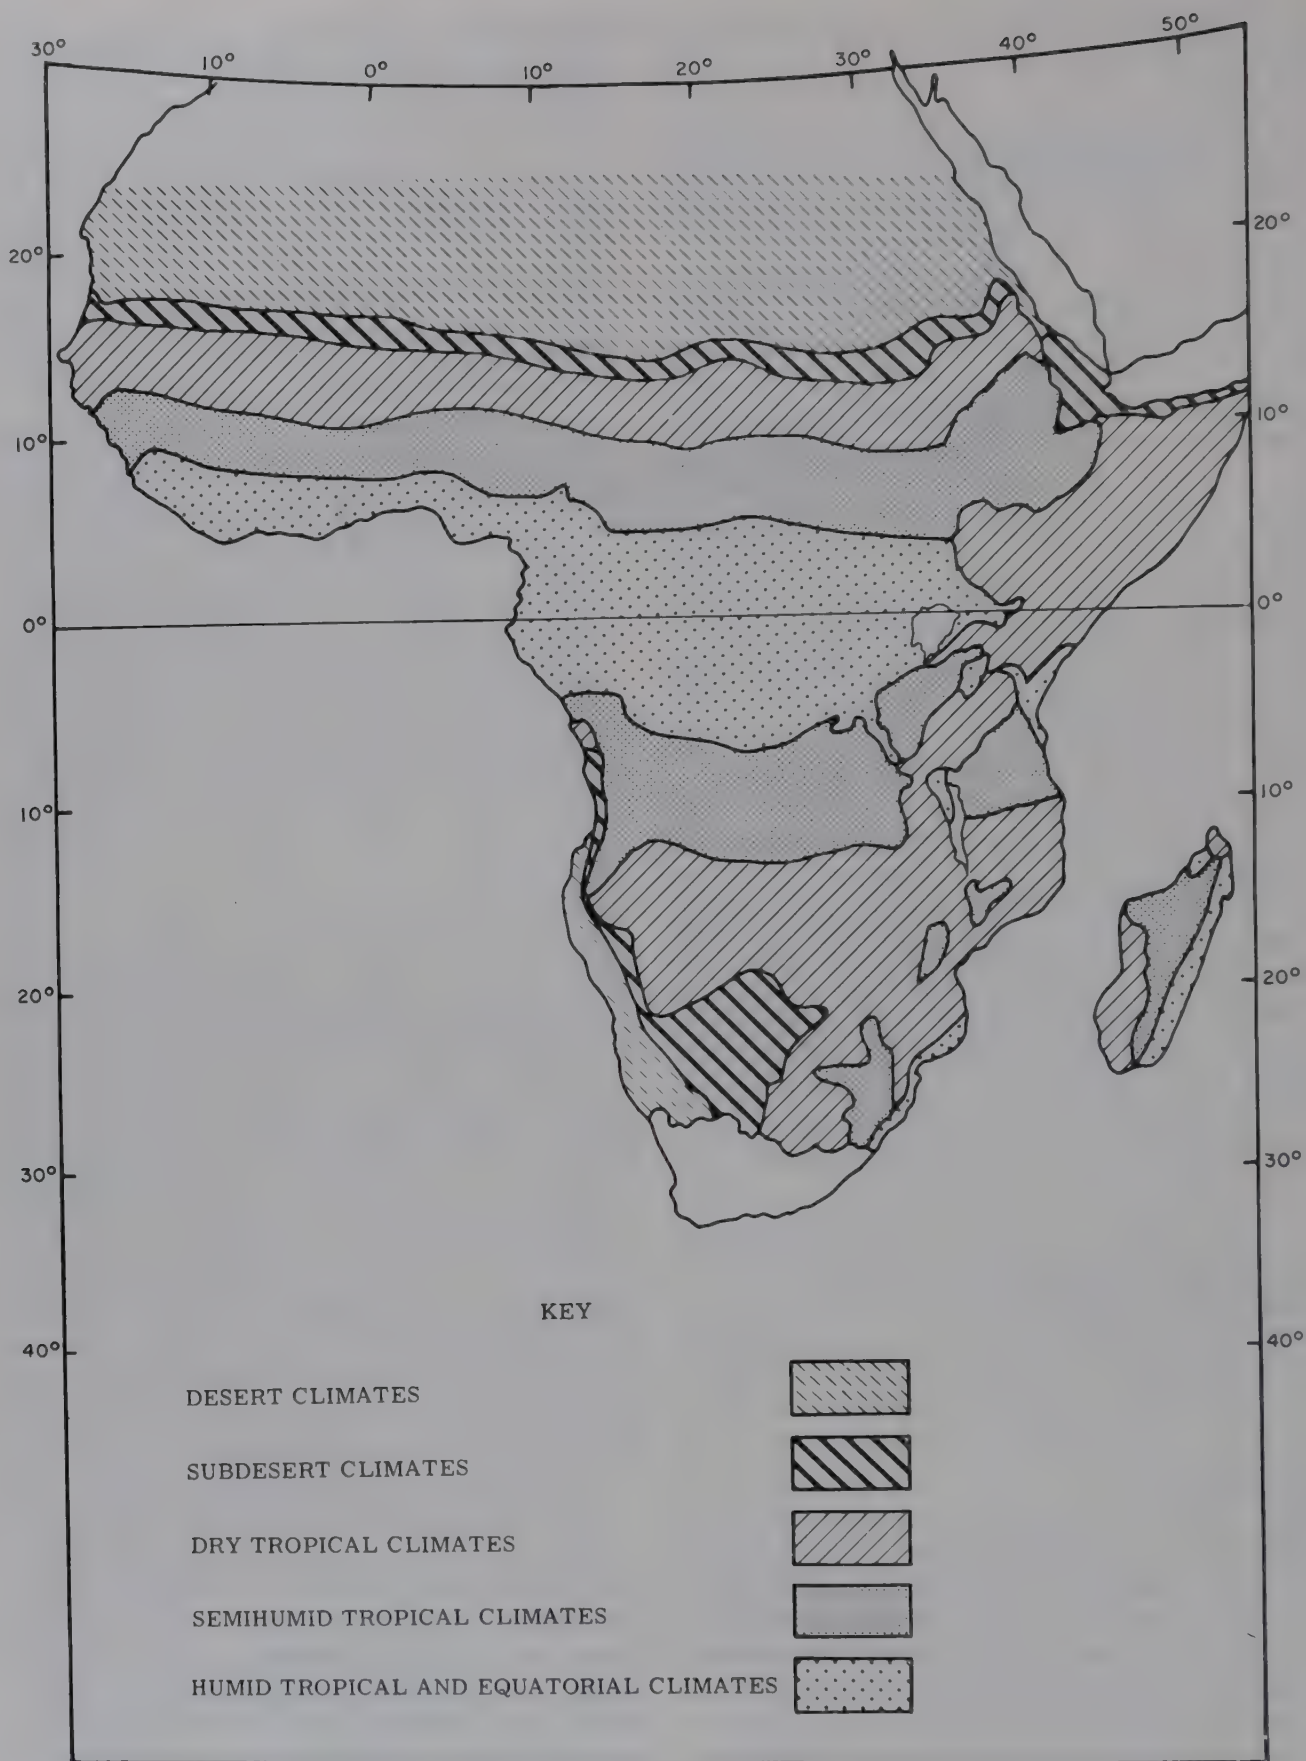 30° 10° 0° 10° 20° 30° 40° 50°
20° 20°
10° 10°
0° 0°
10° 10°
20° 20°
30° 30°
KEY
40° 40°
DESERT CLIMATES
SUBDESERT CLIMATES
DRY TROPICAL CLIMATES
SEMIHUMID TROPICAL CLIMATES
HUMID TROPICAL AND EQUATORIAL CLIMATES